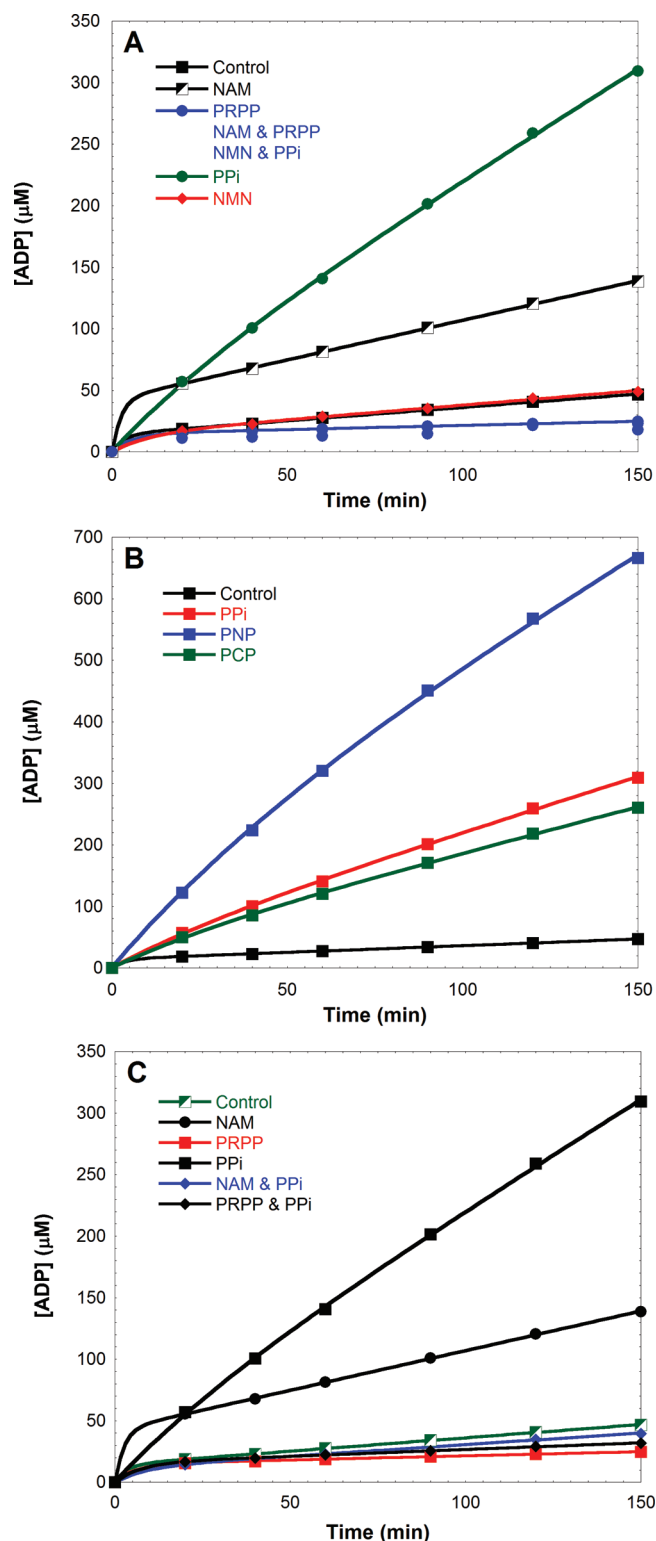 A
Control
NAM
PRPP
NAM & PRPP
NMN & PPi
PPi
NMN
350
300
250
200
150
100
50
0
[ADP] (μM)
0 50 100 150
Time (min)
B
Control
PPi
PNP
PCP
700
600
500
400
300
200
100
0
[ADP] (μM)
0 50 100 150
Time (min)
C
Control
NAM
PRPP
PPi
NAM & PPi
PRPP & PPi
350
300
250
200
150
100
50
0
[ADP] (μM)
0 50 100 150
Time (min)